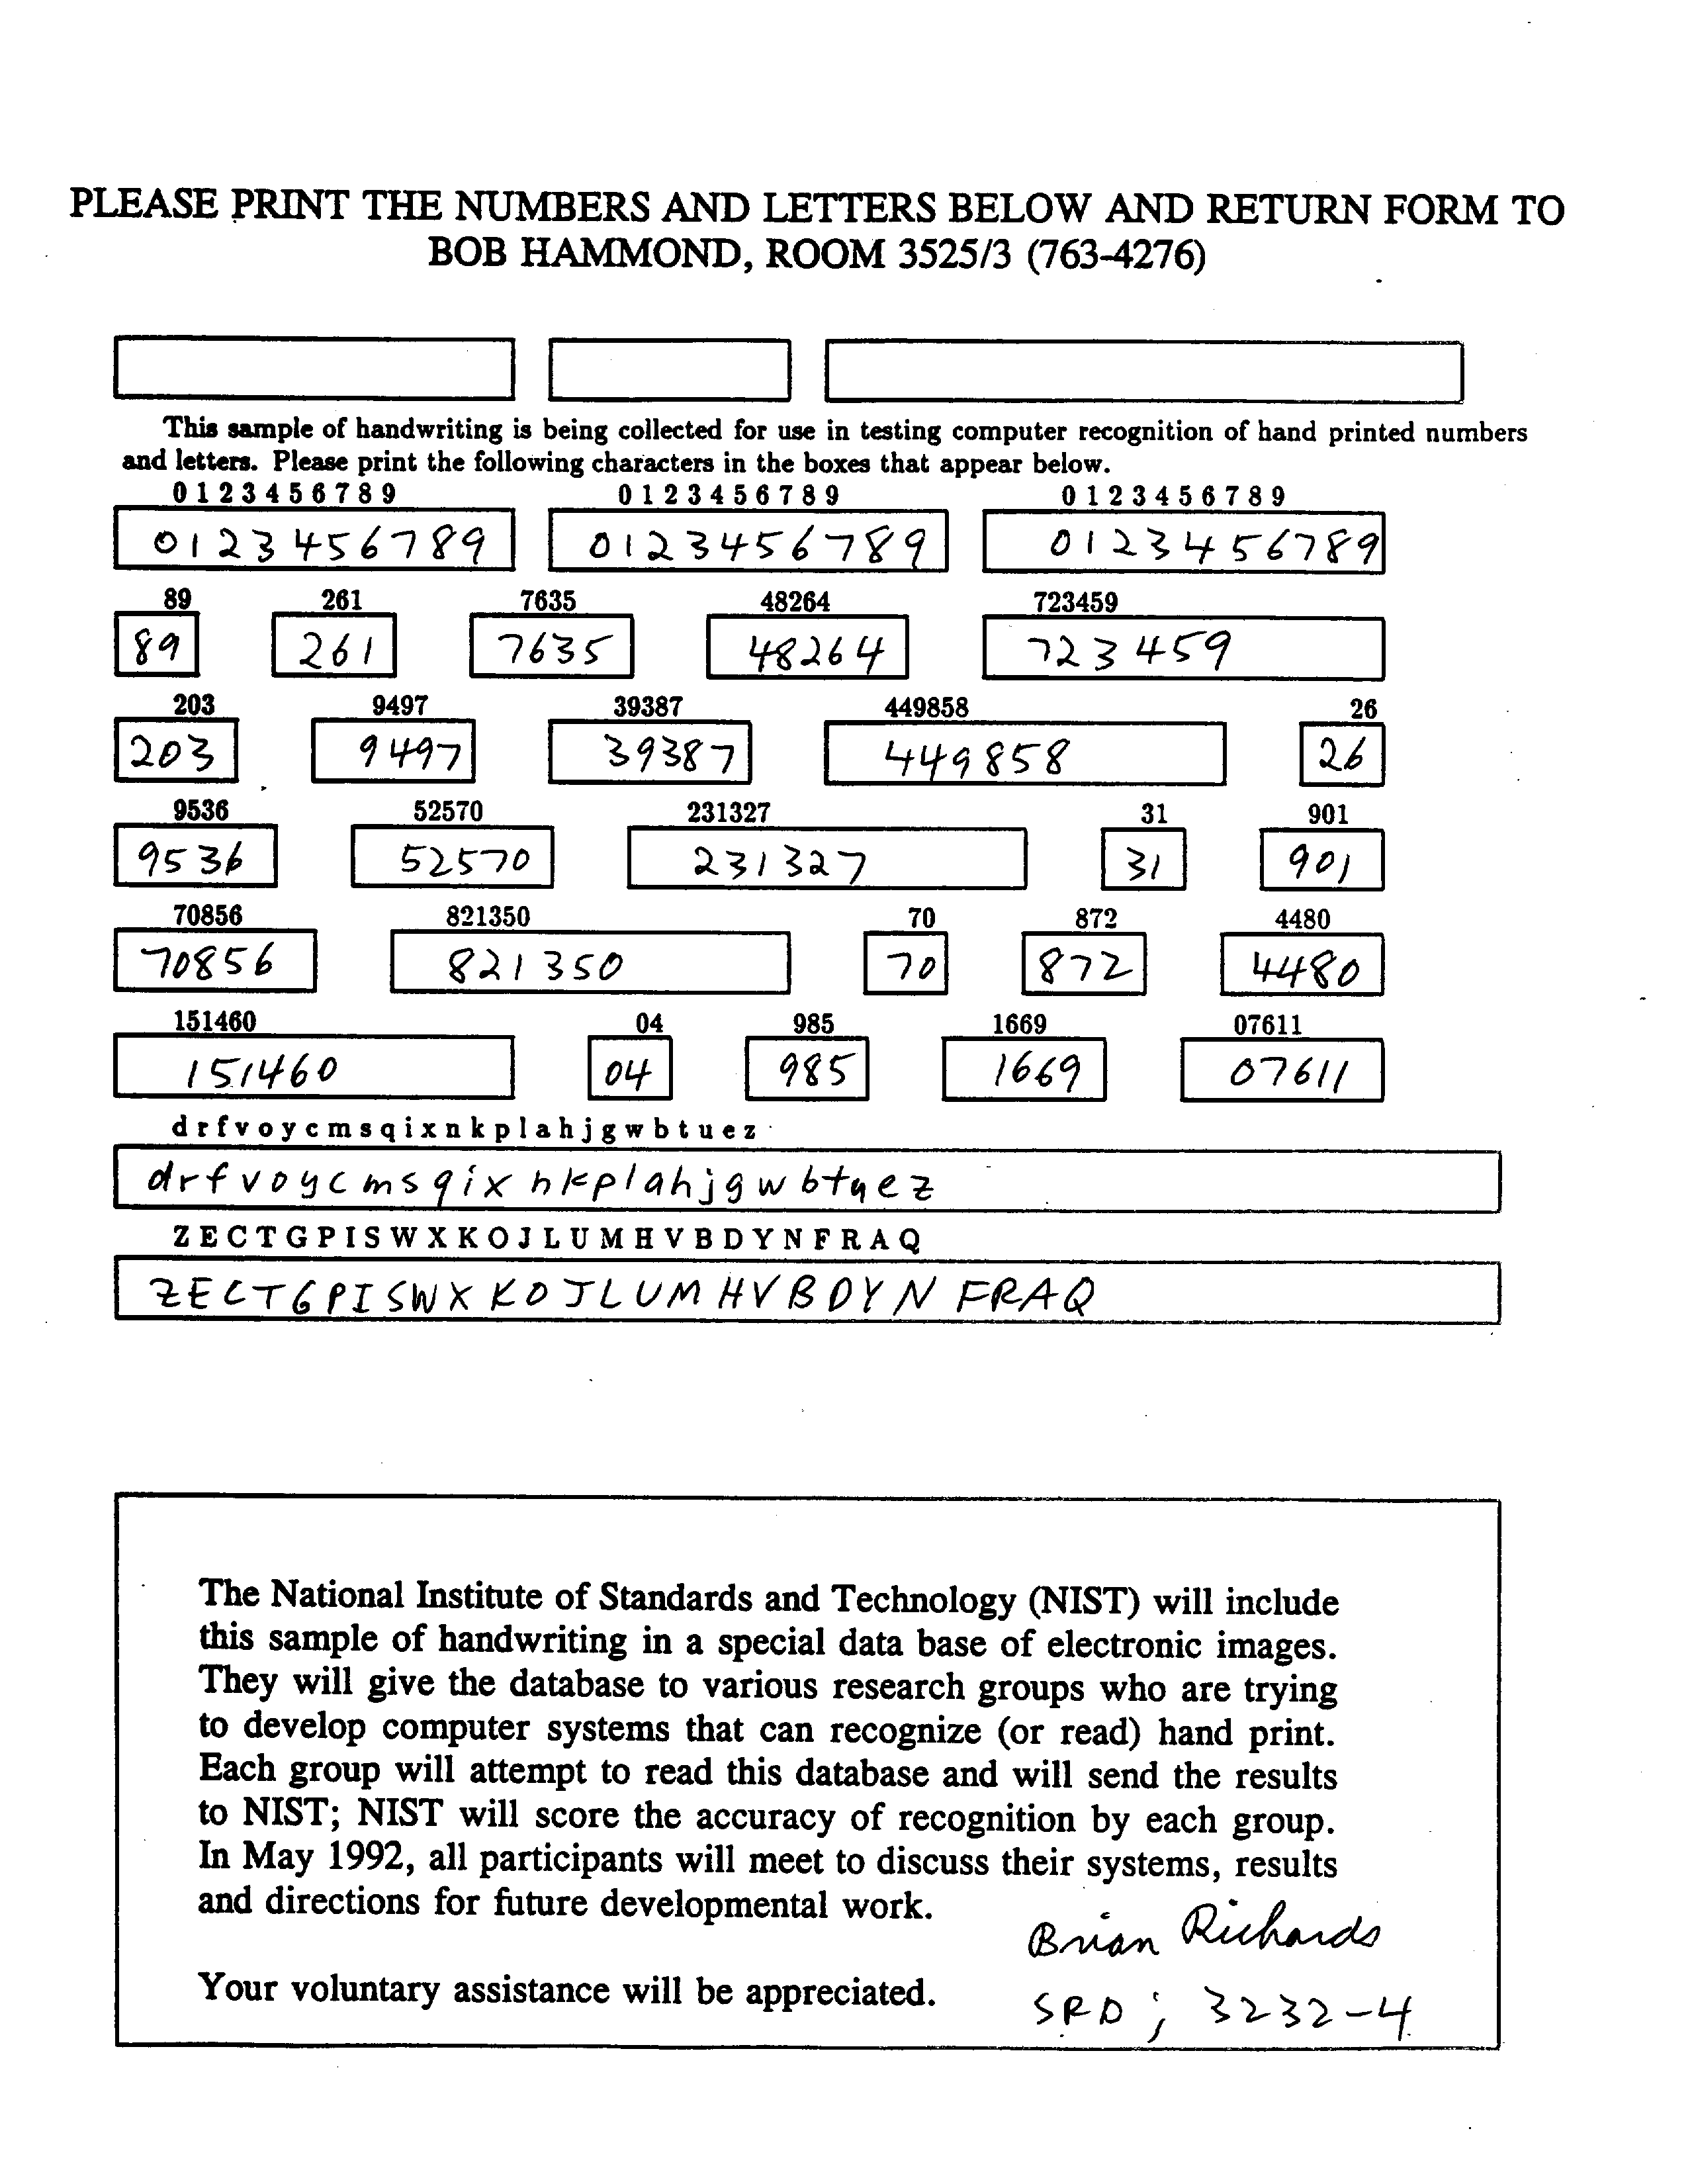 PLEASE PRINT THE NUMBERS AND LETTERS BELOW AND RETURN FORM TO
BOB HAMMOND, ROOM 3525/3 (763-4276)
This sample of handwriting is being collected for use in testing computer recognition of hand printed numbers
and letters. Please print the following characters in the boxes that appear below.
0 1 2 3 4 5 6 7 8 9 0 1 2 3 4 5 6 7 8 9 0 1 2 3 4 5 6 7 8 9
0123456789 0123456789 0123456789
89 261 7635 48264 723459
89 261 7635 48264 723459
203 9497 39387 449858 26
203 9497 39387 449858 26
9536 52570 231327 31 901
9536 52570 231327 31 901
70856 821350 70 872 4480
70856 821350 70 872 4480
151460 04 985 1669 07611
151460 04 985 1669 07611
d r f v o y c m s q i x n k p l a h j g w b t u e z
drfvoycmsqixnkplahjgwbtuez
Z E C T G P I S W X K O J L U M H V B D Y N F R A Q
ZECTGPISWXKOJLUMHVBDYNFRAQ
The National Institute of Standards and Technology (NIST) will include
this sample of handwriting in a special data base of electronic images.
They will give the database to various research groups who are trying
to develop computer systems that can recognize (or read) hand print.
Each group will attempt to read this database and will send the results
to NIST; NIST will score the accuracy of recognition by each group.
In May 1992, all participants will meet to discuss their systems, results
and directions for future developmental work.
Brian Richards
Your voluntary assistance will be appreciated.
SRD; 3232-4